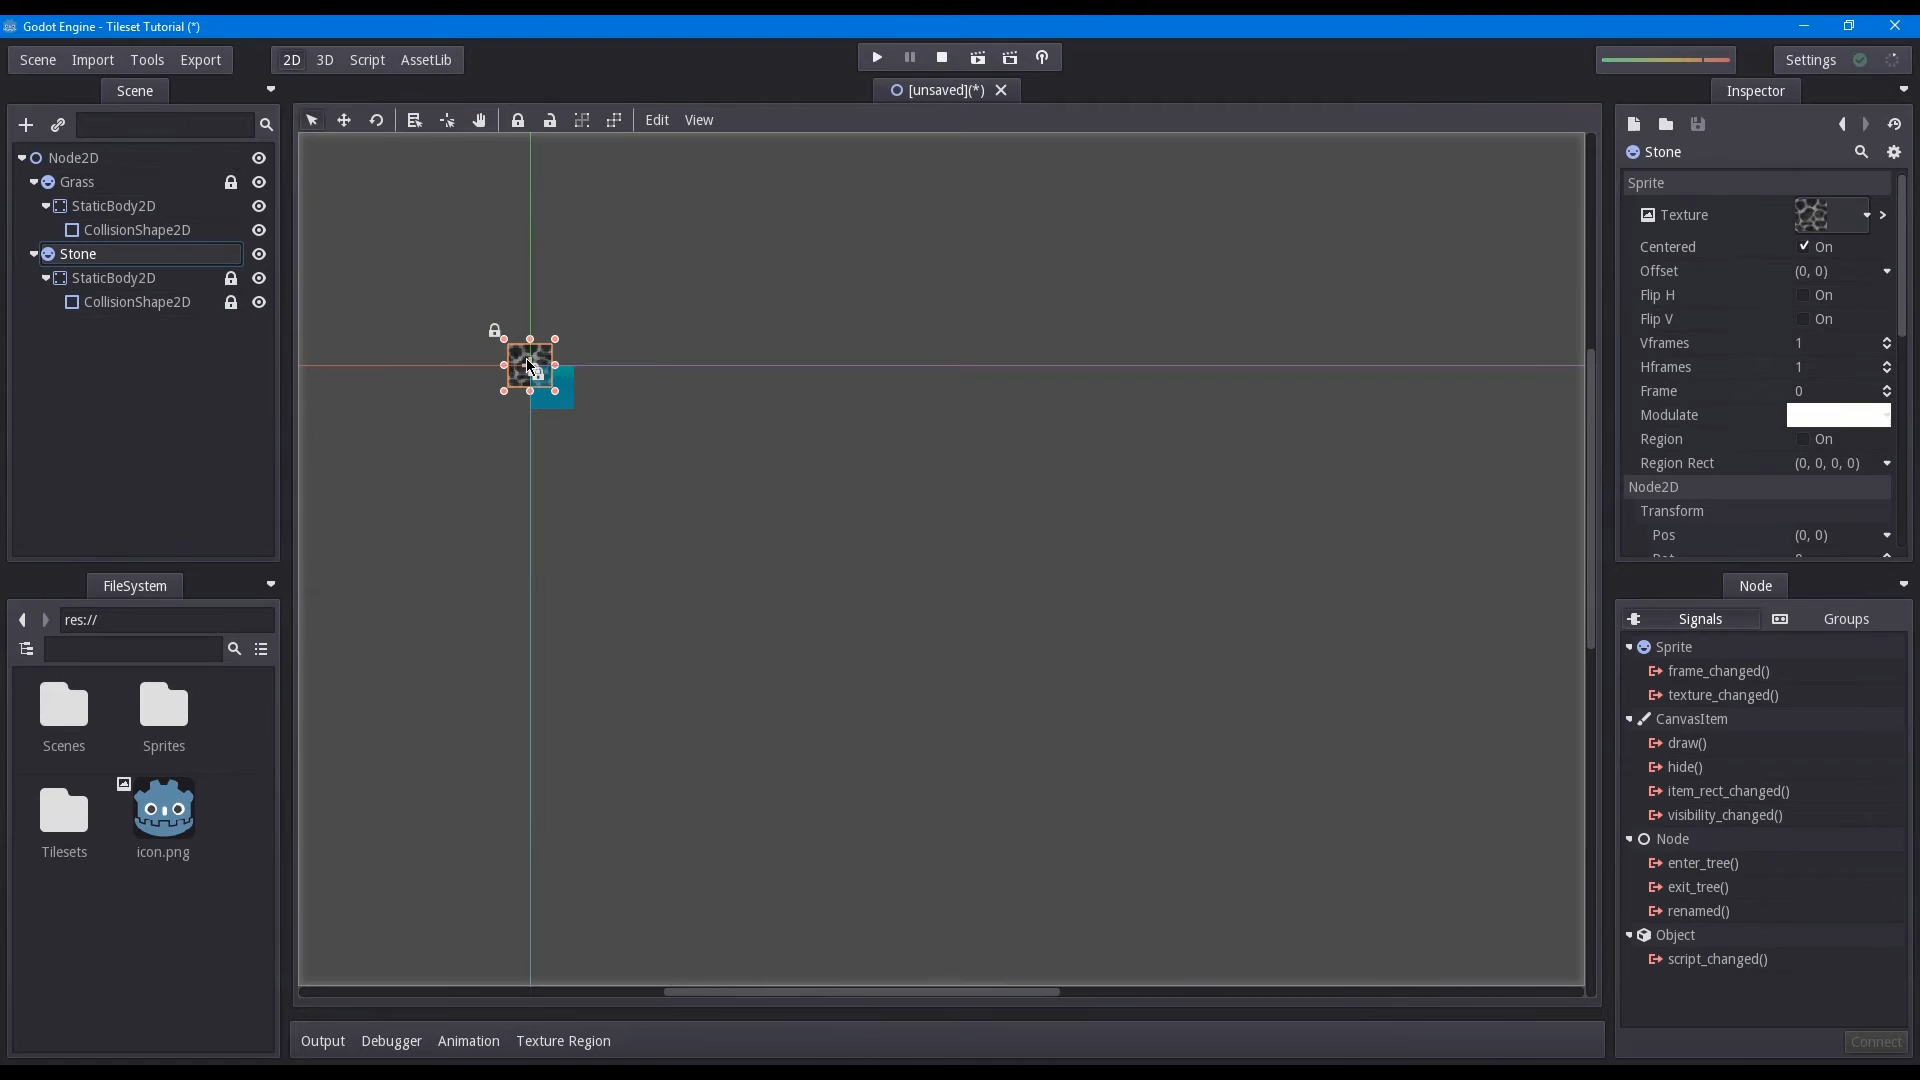 Godot Engine - Tileset Tutorial (*)
Scene Import Tools Export
2D 3D Script AssetLib
Settings
Scene
[unsaved](*)
Inspector
Edit View
Node2D
Grass
StaticBody2D
CollisionShape2D
Stone
StaticBody2D
CollisionShape2D
Stone
Sprite
Texture
Centered On
Offset (0, 0)
Flip H On
Flip V On
Vframes 1
Hframes 1
Frame 0
Modulate
Region On
Region Rect (0, 0, 0, 0)
Node2D
Transform
Pos (0, 0)
FileSystem
res://
Scenes
Sprites
Tilesets
icon.png
Node
Signals Groups
Sprite
frame_changed()
texture_changed()
CanvasItem
draw()
hide()
item_rect_changed()
visibility_changed()
Node
enter_tree()
exit_tree()
renamed()
Object
script_changed()
Connect
Output Debugger Animation Texture Region